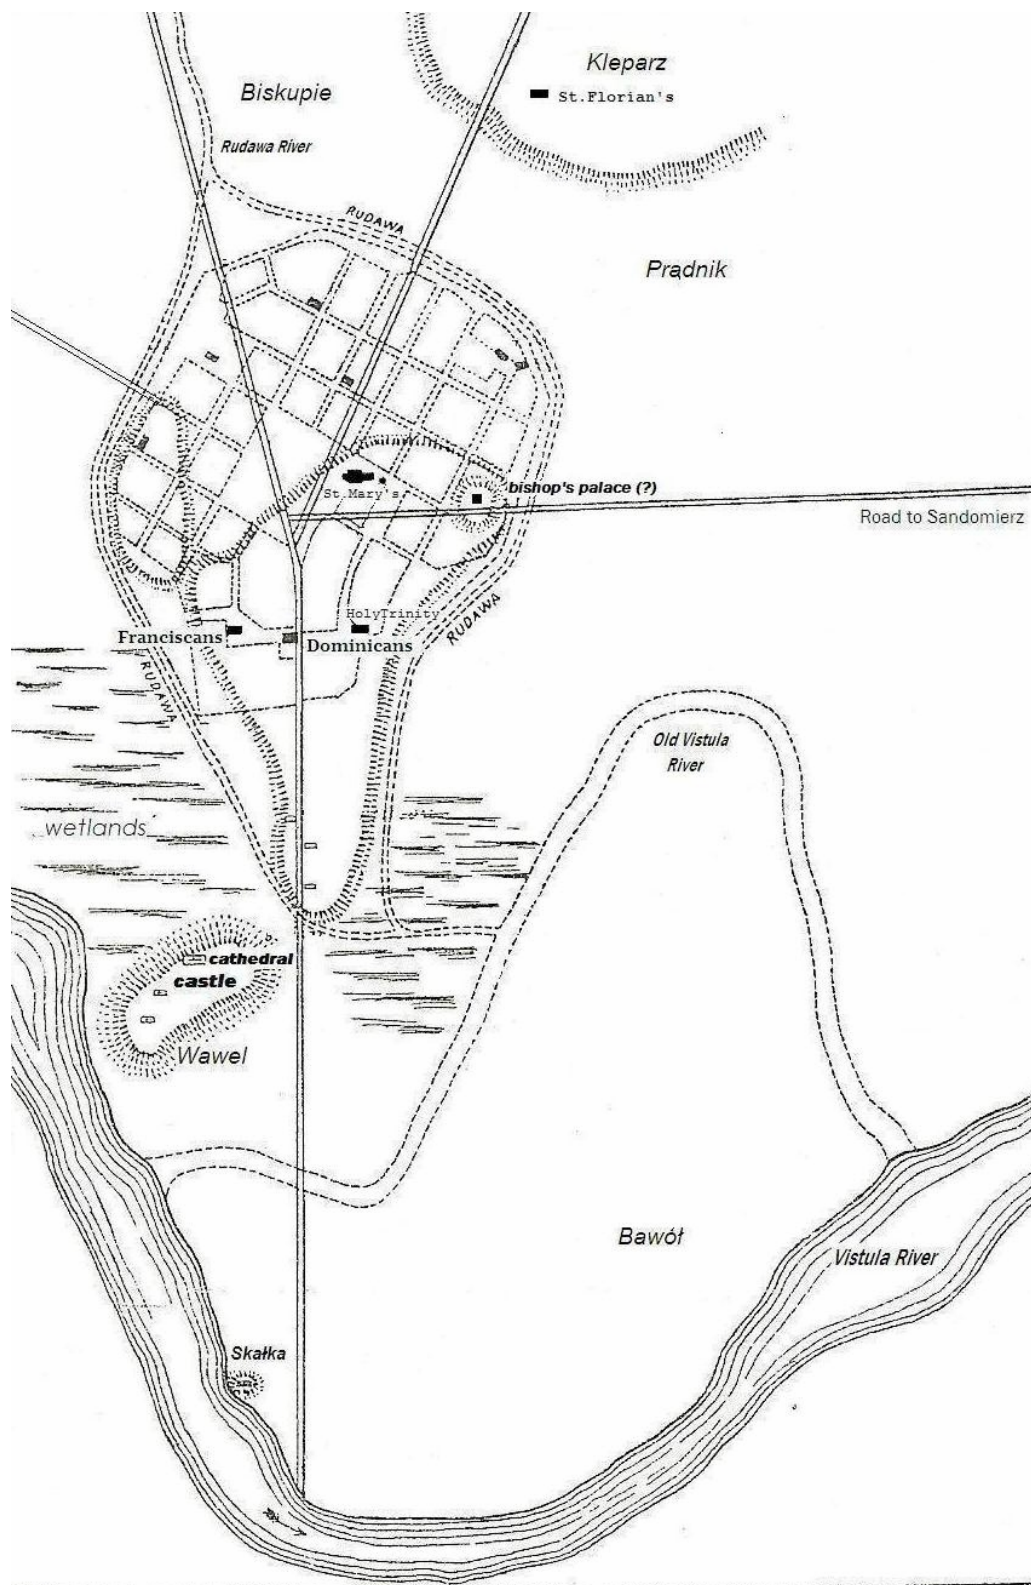 Kleparz
St.Florian's
Biskupie
Rudawa River
RUDAWA
Prądnik
bishop's palace (?)
St.Mary's
Road to Sandomierz
HolyTrinity
Franciscans
Dominicans
RUDAWA
RUDAWA
Old Vistula
River
wetlands
cathedral
castle
Wawel
Bawół
Vistula River
Skałka